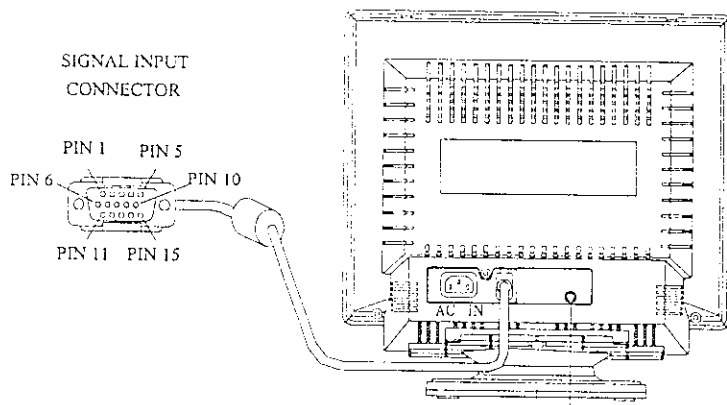 SIGNAL INPUT
CONNECTOR
PIN 1
PIN 5
PIN 6
PIN 10
PIN 11
PIN 15
AC IN